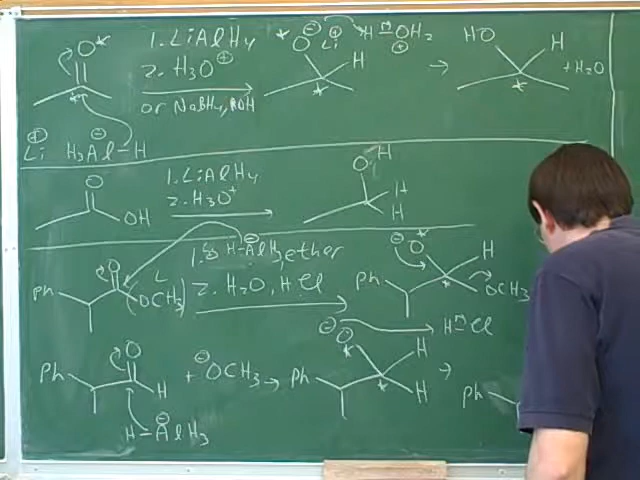 O* 1. LiAlH4 * O⊖ Li⊕ H H-OH2⊕ HO H
2. H3O⊕ → → + H2O
* or NaBH4, ROH * *
Li⊕ H3Al⊖-H
O OH 1. LiAlH4 O H
2. H3O+ → H H
O 1. H-AlH3⊖, ether ⊖ O* H
Ph OCH3 2. H2O, HCl → Ph * OCH3
O ⊖O* H H-Cl
Ph H + ⊖OCH3 → Ph * H → Ph
H-AlH3⊖